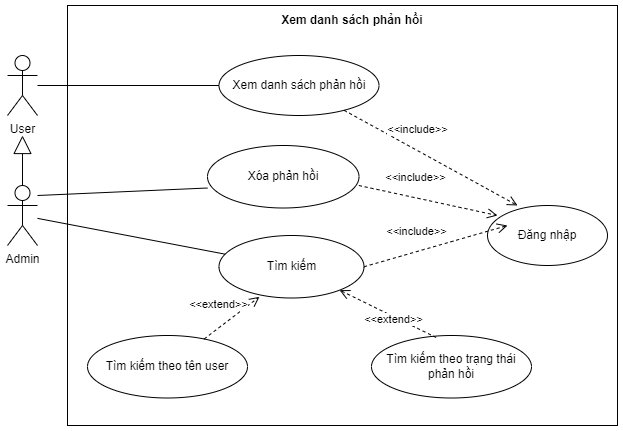 Xem danh sách phản hồi
Xem danh sách phản hồi
User
<<include>>
Xóa phản hồi
<<include>>
Admin
<<include>>
Đăng nhập
Tìm kiếm
<<extend>>
<<extend>>
Tìm kiếm theo tên user
Tìm kiếm theo trạng thái
phản hồi